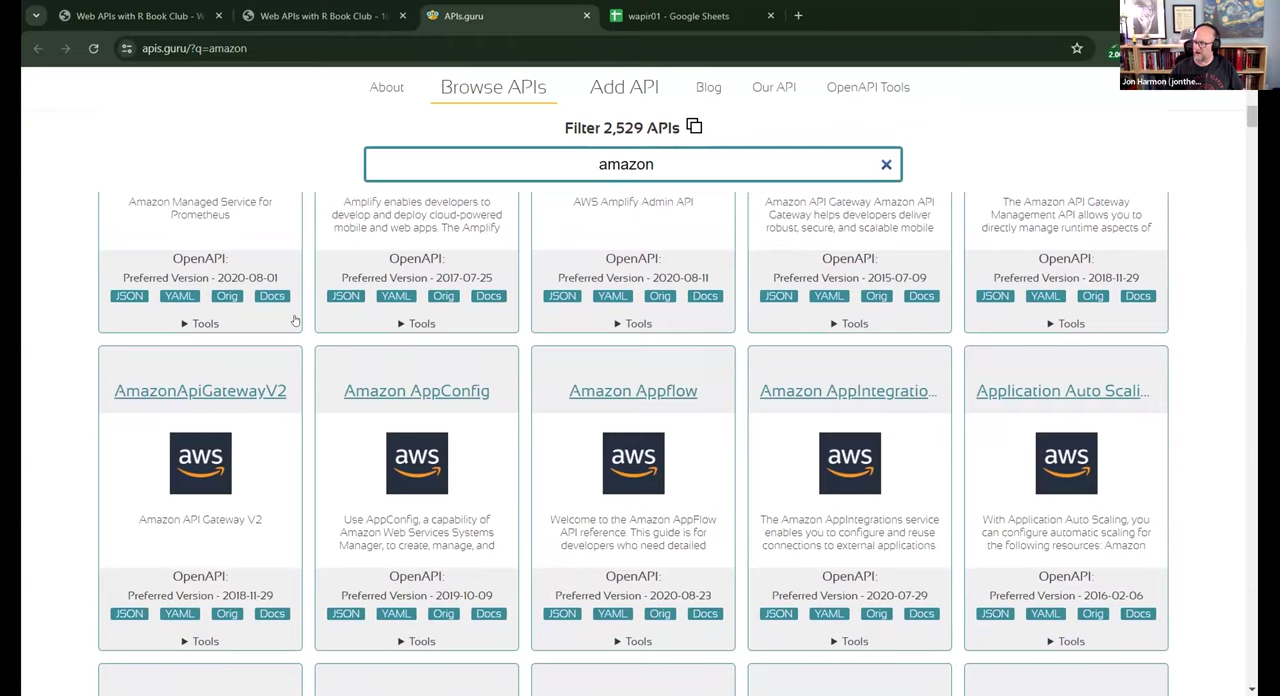 Web APIs with R Book Club - W
Web APIs with R Book Club - 1
APIs.guru
wapir01 - Google Sheets
apis.guru/?q=amazon
2.0
Jon Harmon (jonthe...
About
Browse APIs
Add API
Blog
Our API
OpenAPI Tools
Filter 2,529 APIs
amazon
Amazon Managed Service for
Prometheus
OpenAPI:
Preferred Version - 2020-08-01
JSON YAML Orig Docs
Tools
Amplify enables developers to
develop and deploy cloud-powered
mobile and web apps. The Amplify
OpenAPI:
Preferred Version - 2017-07-25
JSON YAML Orig Docs
Tools
AWS Amplify Admin API
OpenAPI:
Preferred Version - 2020-08-11
JSON YAML Orig Docs
Tools
Amazon API Gateway Amazon API
Gateway helps developers deliver
robust, secure, and scalable mobile
OpenAPI:
Preferred Version - 2015-07-09
JSON YAML Orig Docs
Tools
The Amazon API Gateway
Management API allows you to
directly manage runtime aspects of
OpenAPI:
Preferred Version - 2018-11-29
JSON YAML Orig Docs
Tools
AmazonApiGatewayV2
aws
Amazon API Gateway V2
OpenAPI:
Preferred Version - 2018-11-29
JSON YAML Orig Docs
Tools
Amazon AppConfig
aws
Use AppConfig, a capability of
Amazon Web Services Systems
Manager, to create, manage, and
OpenAPI:
Preferred Version - 2019-10-09
JSON YAML Orig Docs
Tools
Amazon Appflow
aws
Welcome to the Amazon AppFlow
API reference. This guide is for
developers who need detailed
OpenAPI:
Preferred Version - 2020-08-23
JSON YAML Orig Docs
Tools
Amazon AppIntegratio...
aws
The Amazon AppIntegrations service
enables you to configure and reuse
connections to external applications
OpenAPI:
Preferred Version - 2020-07-29
JSON YAML Orig Docs
Tools
Application Auto Scali...
aws
With Application Auto Scaling, you
can configure automatic scaling for
the following resources: Amazon
OpenAPI:
Preferred Version - 2016-02-06
JSON YAML Orig Docs
Tools